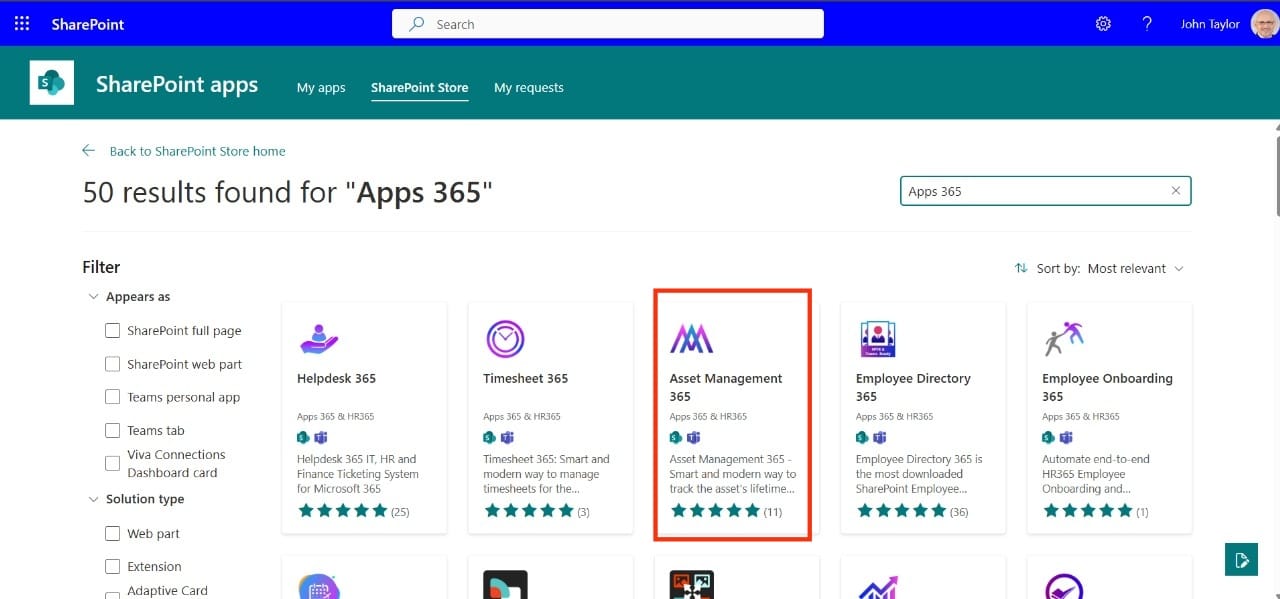 SharePoint
Search
John Taylor
SharePoint apps
My apps
SharePoint Store
My requests
Back to SharePoint Store home
50 results found for "Apps 365"
Apps 365
Filter
Sort by: Most relevant
Appears as
SharePoint full page
SharePoint web part
Teams personal app
Teams tab
Viva Connections
Dashboard card
Solution type
Web part
Extension
Adaptive Card
Helpdesk 365
Apps 365 & HR365
Helpdesk 365 IT, HR and
Finance Ticketing System
for Microsoft 365
(25)
Timesheet 365
Apps 365 & HR365
Timesheet 365: Smart and
modern way to manage
timesheets for the...
(3)
Asset Management
365
Apps 365 & HR365
Asset Management 365 -
Smart and modern way to
track the asset's lifetime...
(11)
Employee Directory
365
Apps 365 & HR365
Employee Directory 365 is
the most downloaded
SharePoint Employee...
(36)
Employee Onboarding
365
Apps 365 & HR365
Automate end-to-end
HR365 Employee
Onboarding and...
(1)